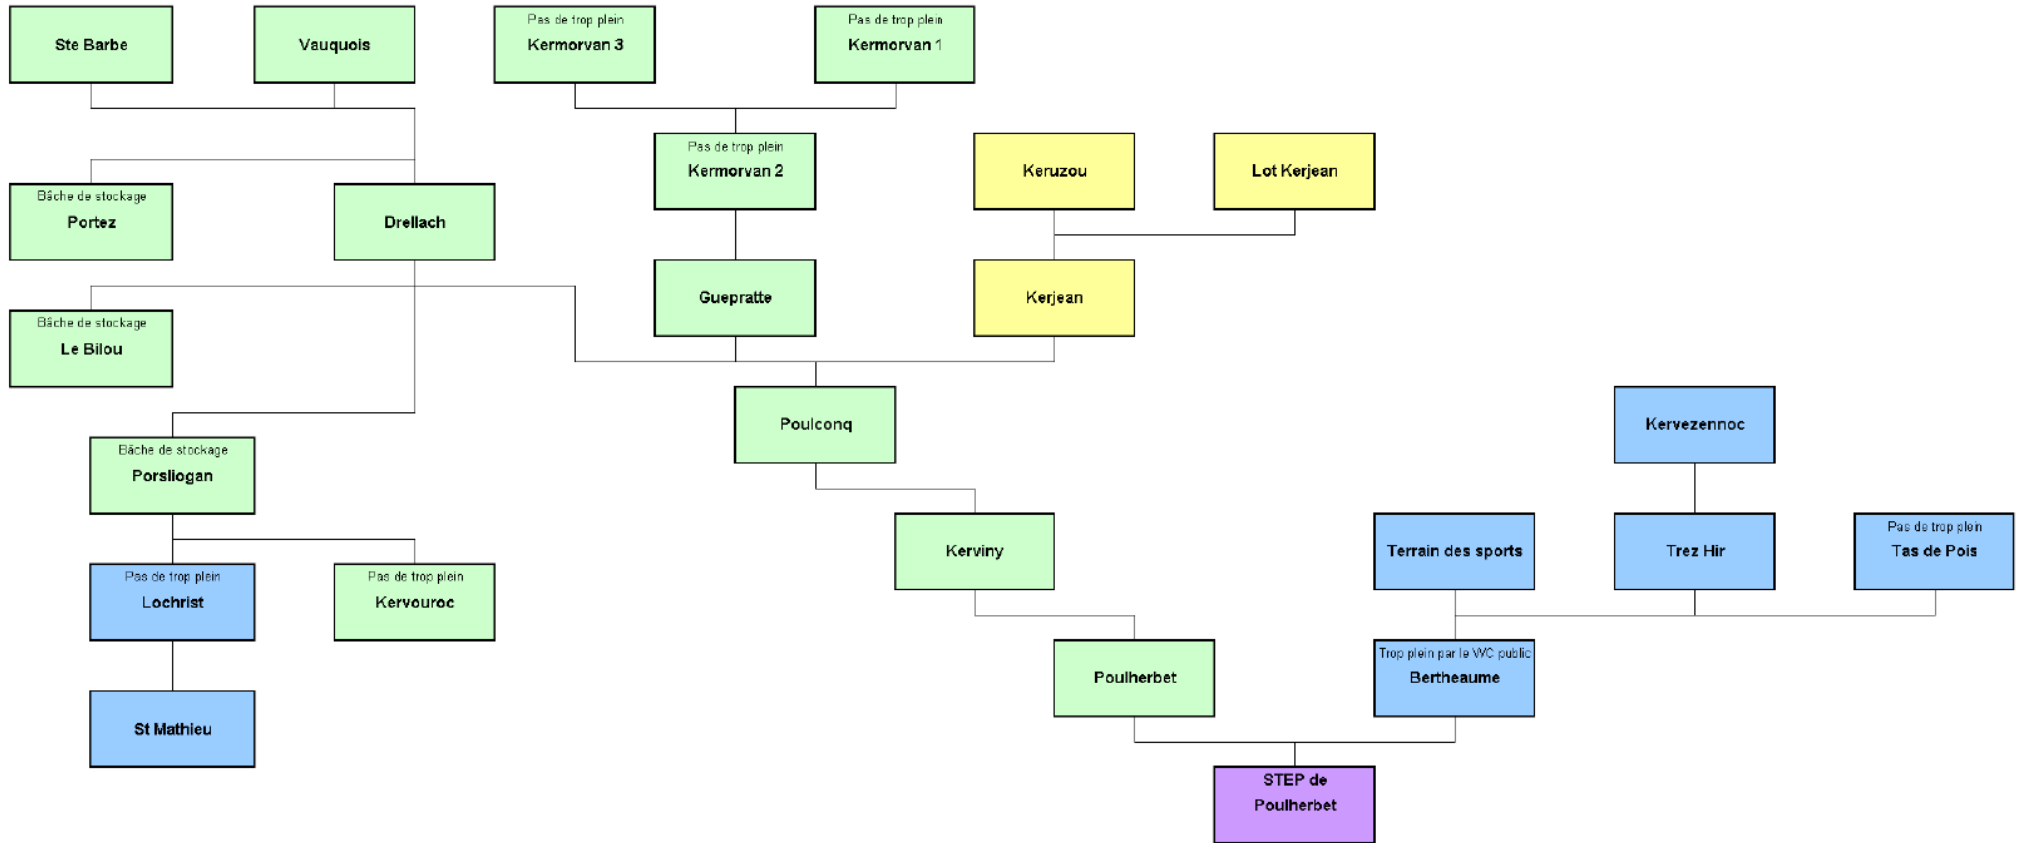 Ste Barbe
Vauquois
Pas de trop plein
Kermorvan 3
Pas de trop plein
Kermorvan 1
Pas de trop plein
Kermorvan 2
Keruzou
Lot Kerjean
Bâche de stockage
Portez
Drellach
Guepratte
Kerjean
Bâche de stockage
Le Bilou
Poulconq
Kervezennoc
Bâche de stockage
Porsliogan
Kerviny
Terrain des sports
Trez Hir
Pas de trop plein
Tas de Pois
Pas de trop plein
Lochrist
Pas de trop plein
Kervouroc
Poulherbet
Trop plein par le WC public
Bertheaume
St Mathieu
STEP de
Poulherbet